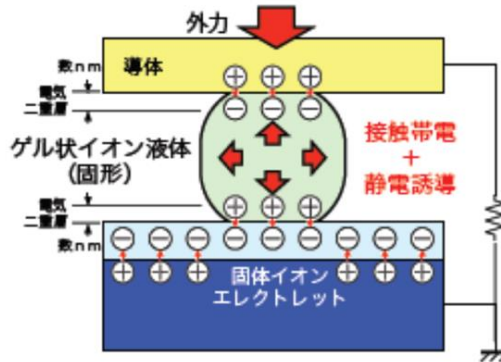 外力
導体
数nm
電気
二重層
ゲル状イオン液体
(固形)
接触帯電
+
静電誘導
電気
二重層
数nm
固体イオン
エレクトレット